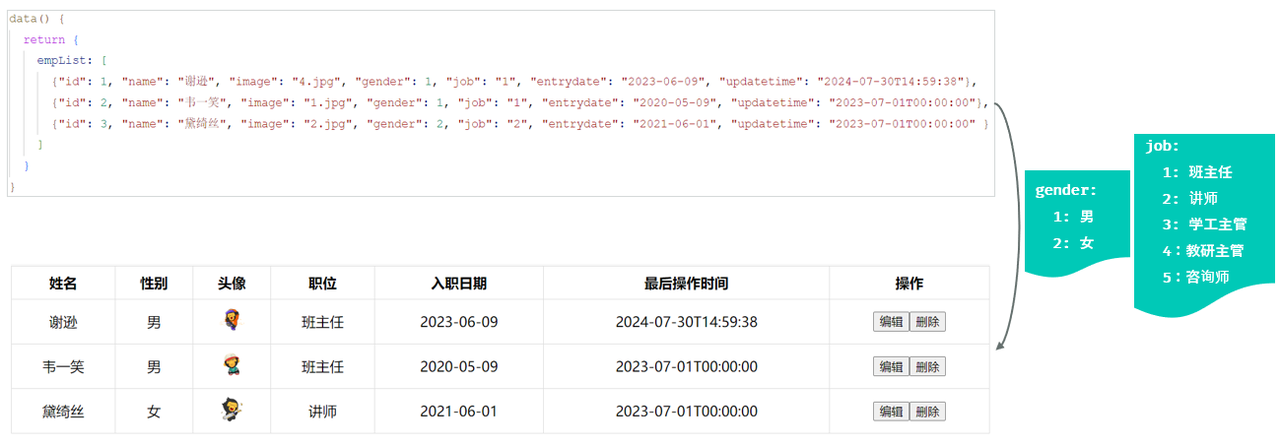 data() {
return {
empList: [
{"id": 1, "name": "谢逊", "image": "4.jpg", "gender": 1, "job": "1", "entrydate": "2023-06-09", "updatetime": "2024-07-30T14:59:38"},
{"id": 2, "name": "韦一笑", "image": "1.jpg", "gender": 1, "job": "1", "entrydate": "2020-05-09", "updatetime": "2023-07-01T00:00:00"},
{"id": 3, "name": "黛绮丝", "image": "2.jpg", "gender": 2, "job": "2", "entrydate": "2021-06-01", "updatetime": "2023-07-01T00:00:00" }
]
}
}
gender:
1: 男
2: 女
job:
1: 班主任
2: 讲师
3: 学工主管
4：教研主管
5：咨询师
姓名 性别 头像 职位 入职日期 最后操作时间 操作
谢逊 男 班主任 2023-06-09 2024-07-30T14:59:38 编辑 删除
韦一笑 男 班主任 2020-05-09 2023-07-01T00:00:00 编辑 删除
黛绮丝 女 讲师 2021-06-01 2023-07-01T00:00:00 编辑 删除